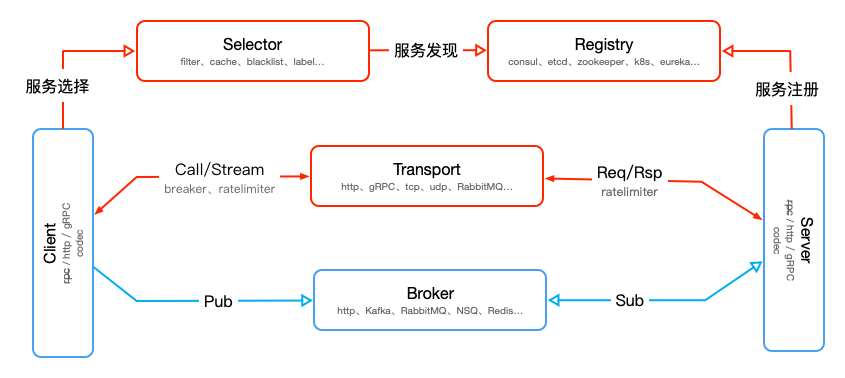 Selector
filter、cache、blacklist、label...
服务发现
Registry
consul、etcd、zookeeper、k8s、eureka...
服务选择
服务注册
Call/Stream
breaker、ratelimiter
Transport
http、gRPC、tcp、udp、RabbitMQ...
Req/Rsp
ratelimiter
Client
rpc / http / gRPC
codec
Server
rpc / http / gRPC
codec
Pub
Broker
http、Kafka、RabbitMQ、NSQ、Redis...
Sub